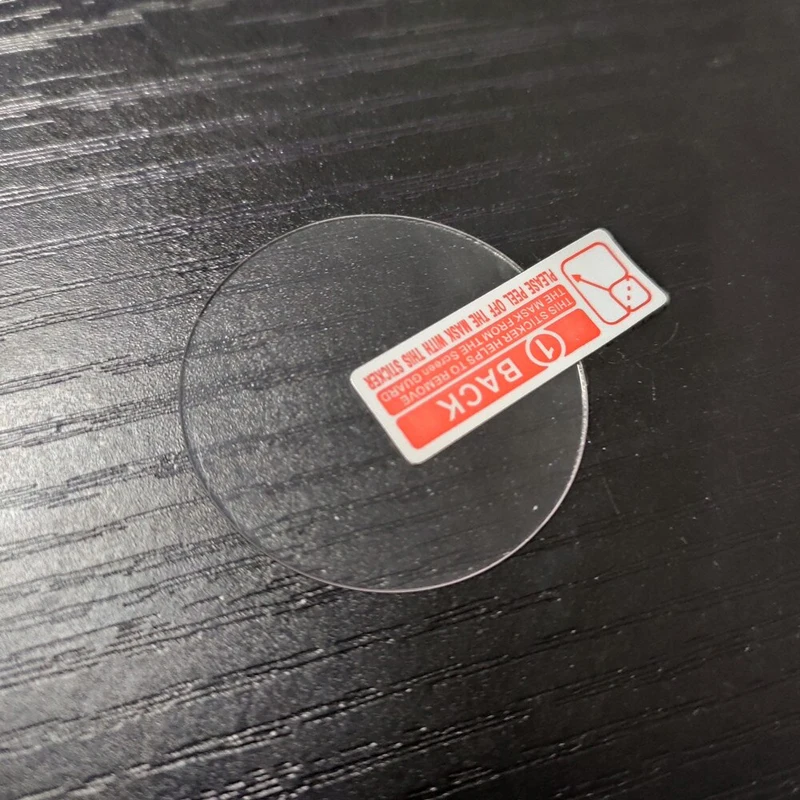 ① BACK
THIS STICKER HELPS TO REMOVE
THE MASK FROM THE Screen GUARD
PLEASE PEEL OFF THE MASK WITH THIS STICKER